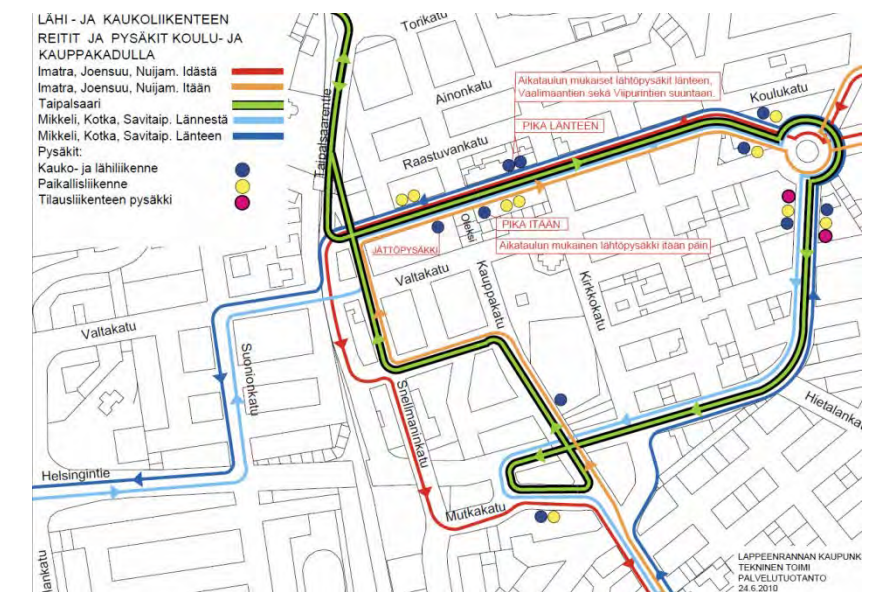 LÄHI - JA KAUKOLIIKENTEEN
REITIT JA PYSÄKIT KOULU- JA
KAUPPAKADULLA
Imatra, Joensuu, Nuijam. Idästä
Imatra, Joensuu, Nuijam. Itään
Taipalsaari
Mikkeli, Kotka, Savitaip. Lännestä
Mikkeli, Kotka, Savitaip. Länteen
Pysäkit:
Kauko- ja lähiliikenne
Paikallisliikenne
Tilausliikenteen pysäkki
Torikatu
Ainonkatu
Aikataulun mukaiset lähtöpysäkit länteen,
Vaalimaantien sekä Viipurintien suuntaan.
Koulukatu
PIKA LÄNTEEN
Taipalsaarentie
Raastuvankatu
Oleksi
PIKA ITÄÄN
JÄTTÖPYSÄKKI
Aikataulun mukainen lähtöpysäkki itään päin
Valtakatu
Kauppakatu
Kirkkokatu
Valtakatu
Suonionkatu
Snellmaninkatu
Hietalankatu
Helsingintie
Mutkakatu
lankatu
LAPPEENRANNAN KAUPUNK
TEKNINEN TOIMI
PALVELUTUOTANTO
24.6.2010